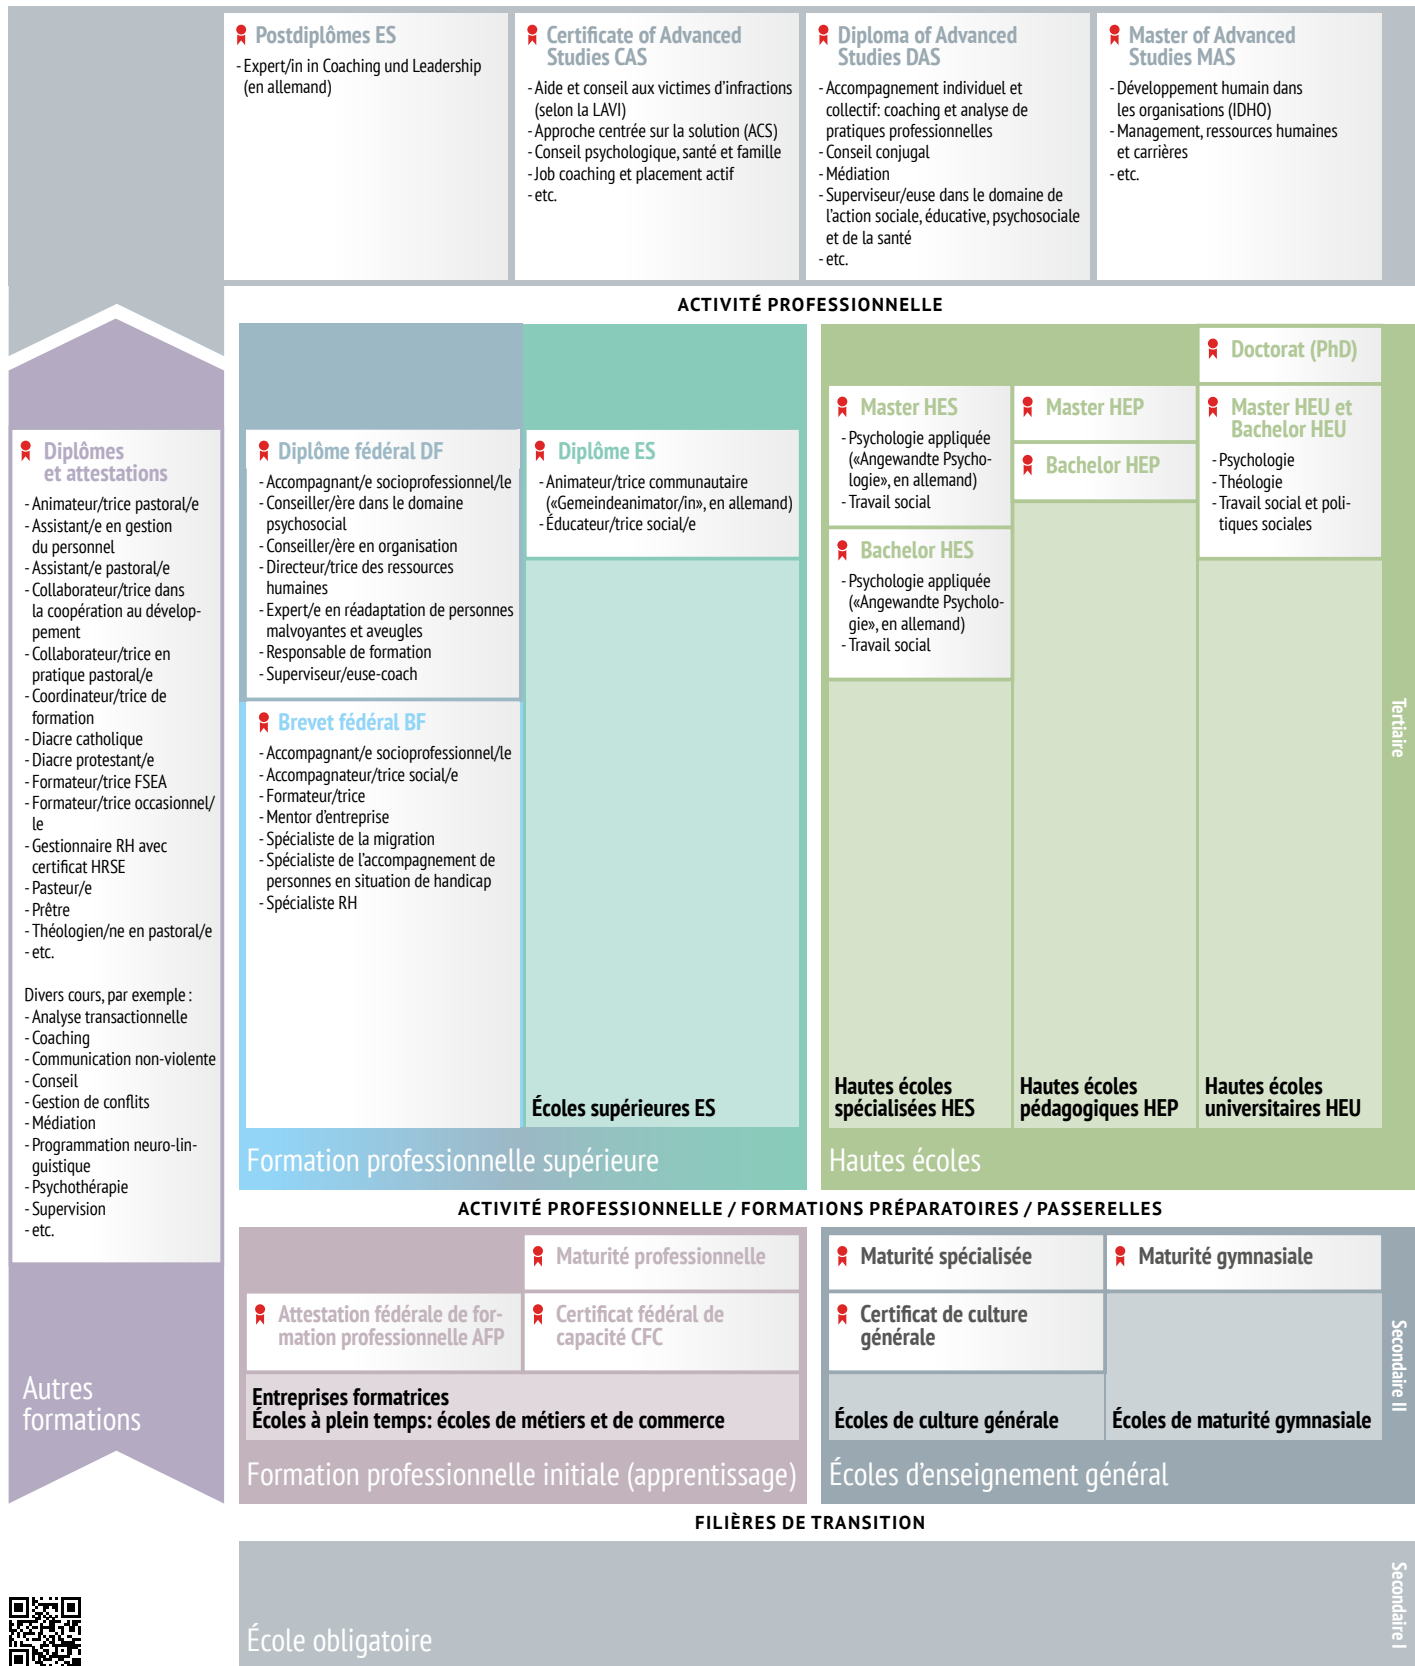 Postdiplômes ES
- Expert/in in Coaching und Leadership
(en allemand)
Certificate of Advanced
Studies CAS
- Aide et conseil aux victimes d’infractions
(selon la LAVI)
- Approche centrée sur la solution (ACS)
- Conseil psychologique, santé et famille
- Job coaching et placement actif
- etc.
Diploma of Advanced
Studies DAS
- Accompagnement individuel et
collectif: coaching et analyse de
pratiques professionnelles
- Conseil conjugal
- Médiation
- Superviseur/euse dans le domaine de
l’action sociale, éducative, psychosociale
et de la santé
- etc.
Master of Advanced
Studies MAS
- Développement humain dans
les organisations (IDHO)
- Management, ressources humaines
et carrières
- etc.
ACTIVITÉ PROFESSIONNELLE
Diplômes
et attestations
- Animateur/trice pastoral/e
- Assistant/e en gestion
du personnel
- Assistant/e pastoral/e
- Collaborateur/trice dans
la coopération au dévelop-
pement
- Collaborateur/trice en
pratique pastoral/e
- Coordinateur/trice de
formation
- Diacre catholique
- Diacre protestant/e
- Formateur/trice FSEA
- Formateur/trice occasionnel/
le
- Gestionnaire RH avec
certificat HRSE
- Pasteur/e
- Prêtre
- Théologien/ne en pastoral/e
- etc.
Divers cours, par exemple :
- Analyse transactionnelle
- Coaching
- Communication non-violente
- Conseil
- Gestion de conflits
- Médiation
- Programmation neuro-lin-
guistique
- Psychothérapie
- Supervision
- etc.
Autres
formations
Diplôme fédéral DF
- Accompagnant/e socioprofessionnel/le
- Conseiller/ère dans le domaine
psychosocial
- Conseiller/ère en organisation
- Directeur/trice des ressources
humaines
- Expert/e en réadaptation de personnes
malvoyantes et aveugles
- Responsable de formation
- Superviseur/euse-coach
Brevet fédéral BF
- Accompagnant/e socioprofessionnel/le
- Accompagnateur/trice social/e
- Formateur/trice
- Mentor d’entreprise
- Spécialiste de la migration
- Spécialiste de l’accompagnement de
personnes en situation de handicap
- Spécialiste RH
Diplôme ES
- Animateur/trice communautaire
(«Gemeindeanimator/in», en allemand)
- Éducateur/trice social/e
Écoles supérieures ES
Formation professionnelle supérieure
Master HES
- Psychologie appliquée
(«Angewandte Psycho-
logie», en allemand)
- Travail social
Bachelor HES
- Psychologie appliquée
(«Angewandte Psycholo-
gie», en allemand)
- Travail social
Hautes écoles
spécialisées HES
Master HEP
Bachelor HEP
Hautes écoles
pédagogiques HEP
Doctorat (PhD)
Master HEU et
Bachelor HEU
- Psychologie
- Théologie
- Travail social et poli-
tiques sociales
Hautes écoles
universitaires HEU
Hautes écoles
Tertiaire
ACTIVITÉ PROFESSIONNELLE / FORMATIONS PRÉPARATOIRES / PASSERELLES
Maturité professionnelle
Attestation fédérale de for-
mation professionnelle AFP
Certificat fédéral de
capacité CFC
Entreprises formatrices
Écoles à plein temps: écoles de métiers et de commerce
Formation professionnelle initiale (apprentissage)
Maturité spécialisée
Certificat de culture
générale
Écoles de culture générale
Maturité gymnasiale
Écoles de maturité gymnasiale
Écoles d’enseignement général
Secondaire II
FILIÈRES DE TRANSITION
École obligatoire
Secondaire I